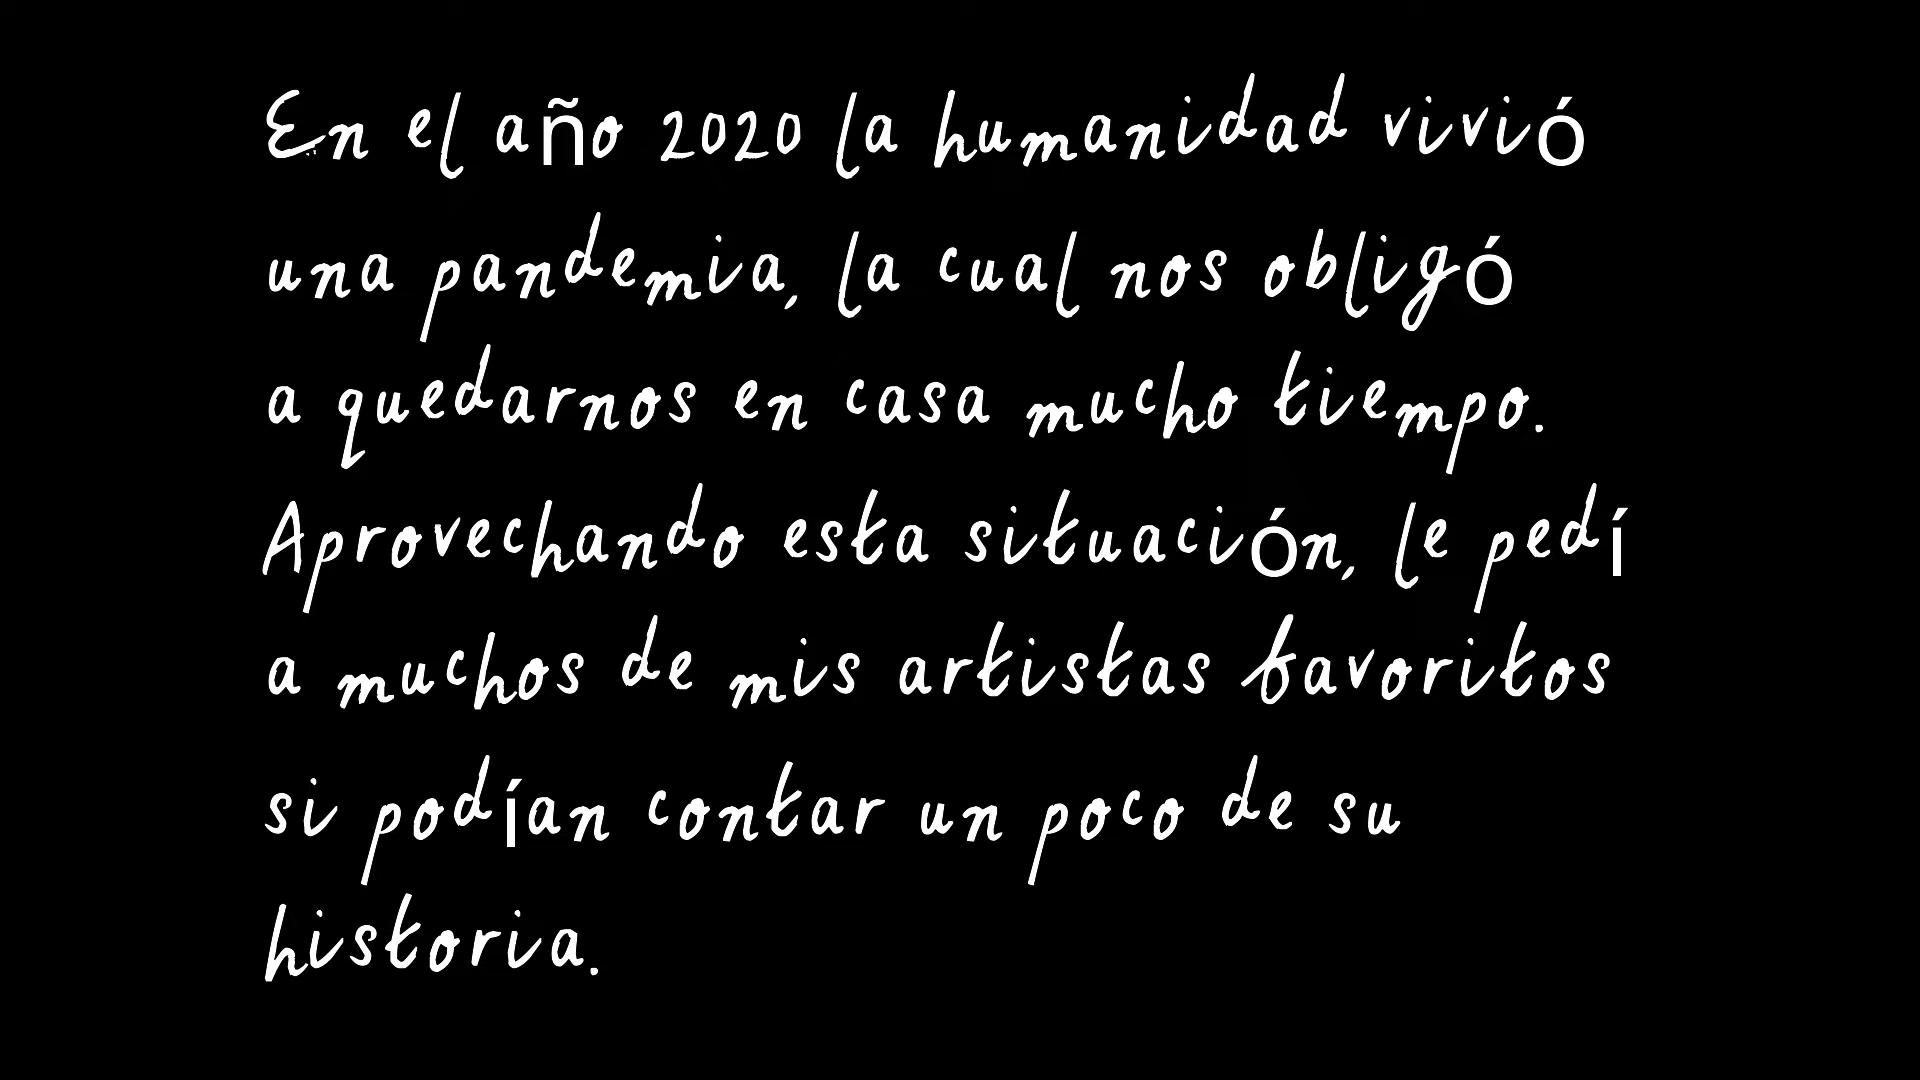 En el año 2020 la humanidad vivió
una pandemia, la cual nos obligó
a quedarnos en casa mucho tiempo.
Aprovechando esta situación, le pedí
a muchos de mis artistas favoritos
si podían contar un poco de su
historia.